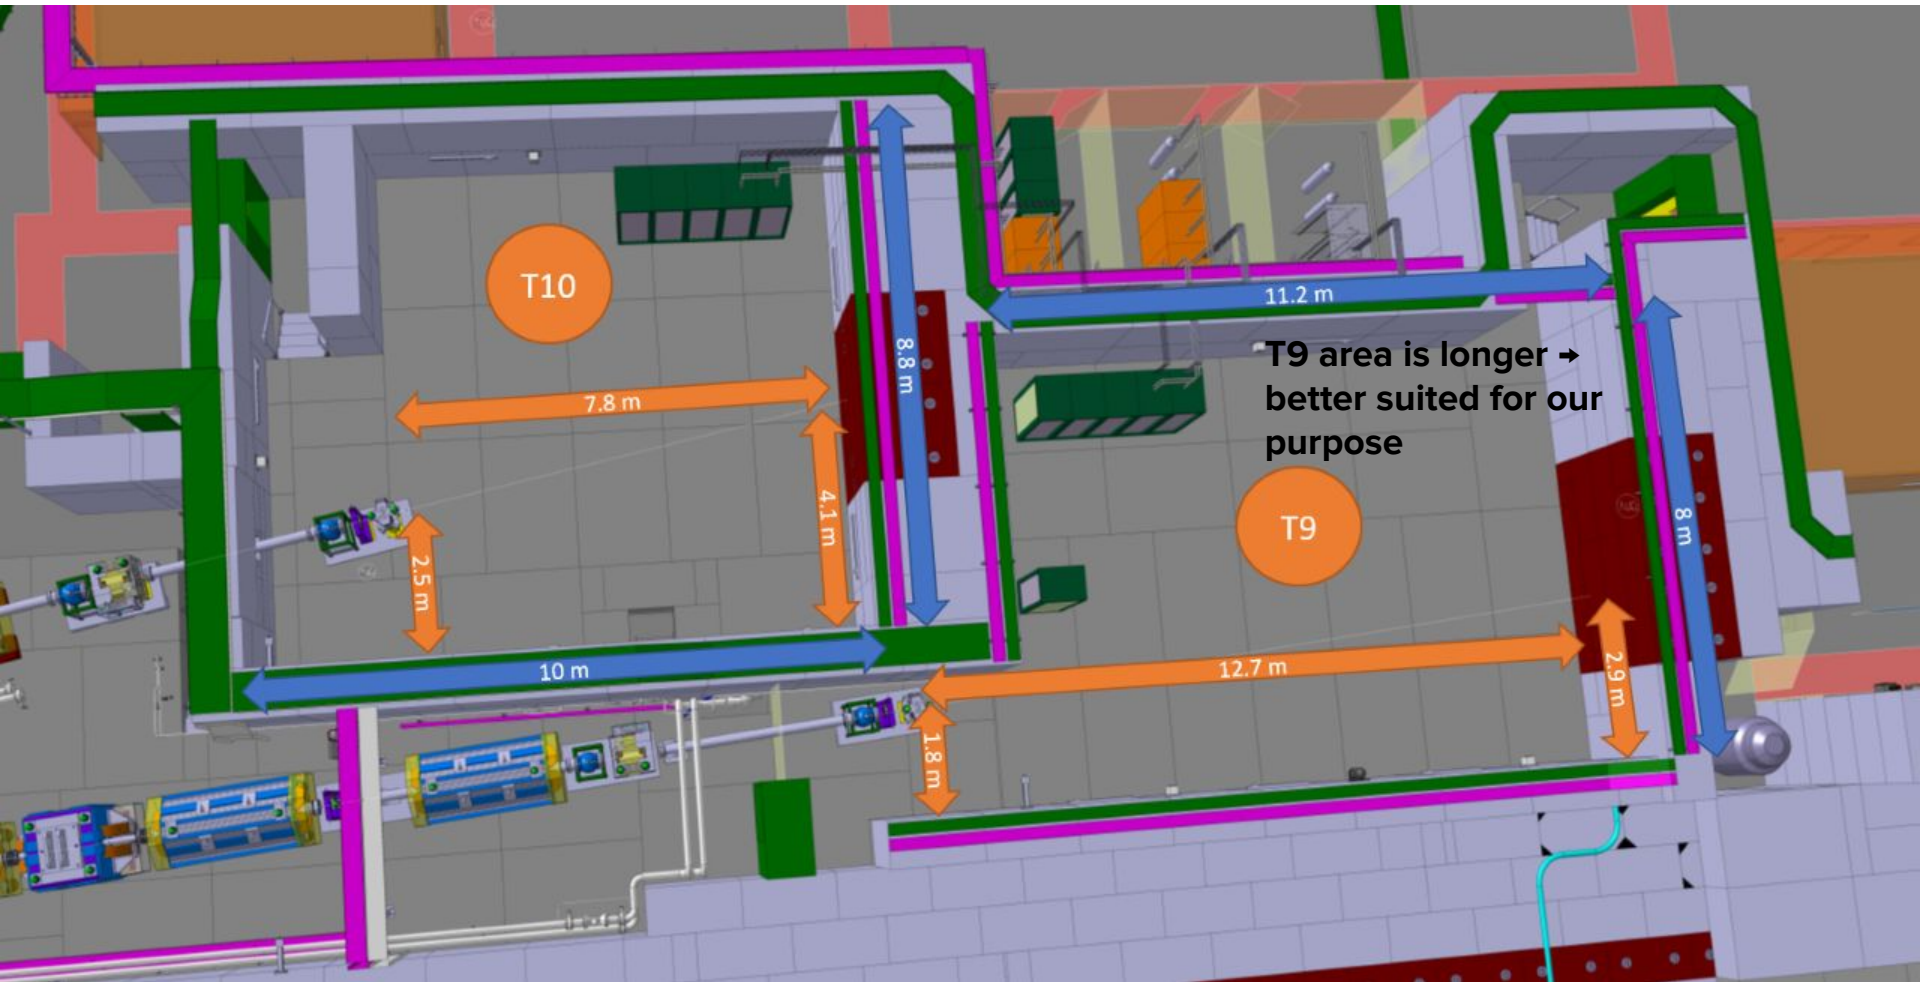 T10
11.2 m
8.8 m
T9 area is longer →
better suited for our
purpose
7.8 m
4.1 m
8 m
T9
2.5 m
10 m
12.7 m
2.9 m
1.8 m